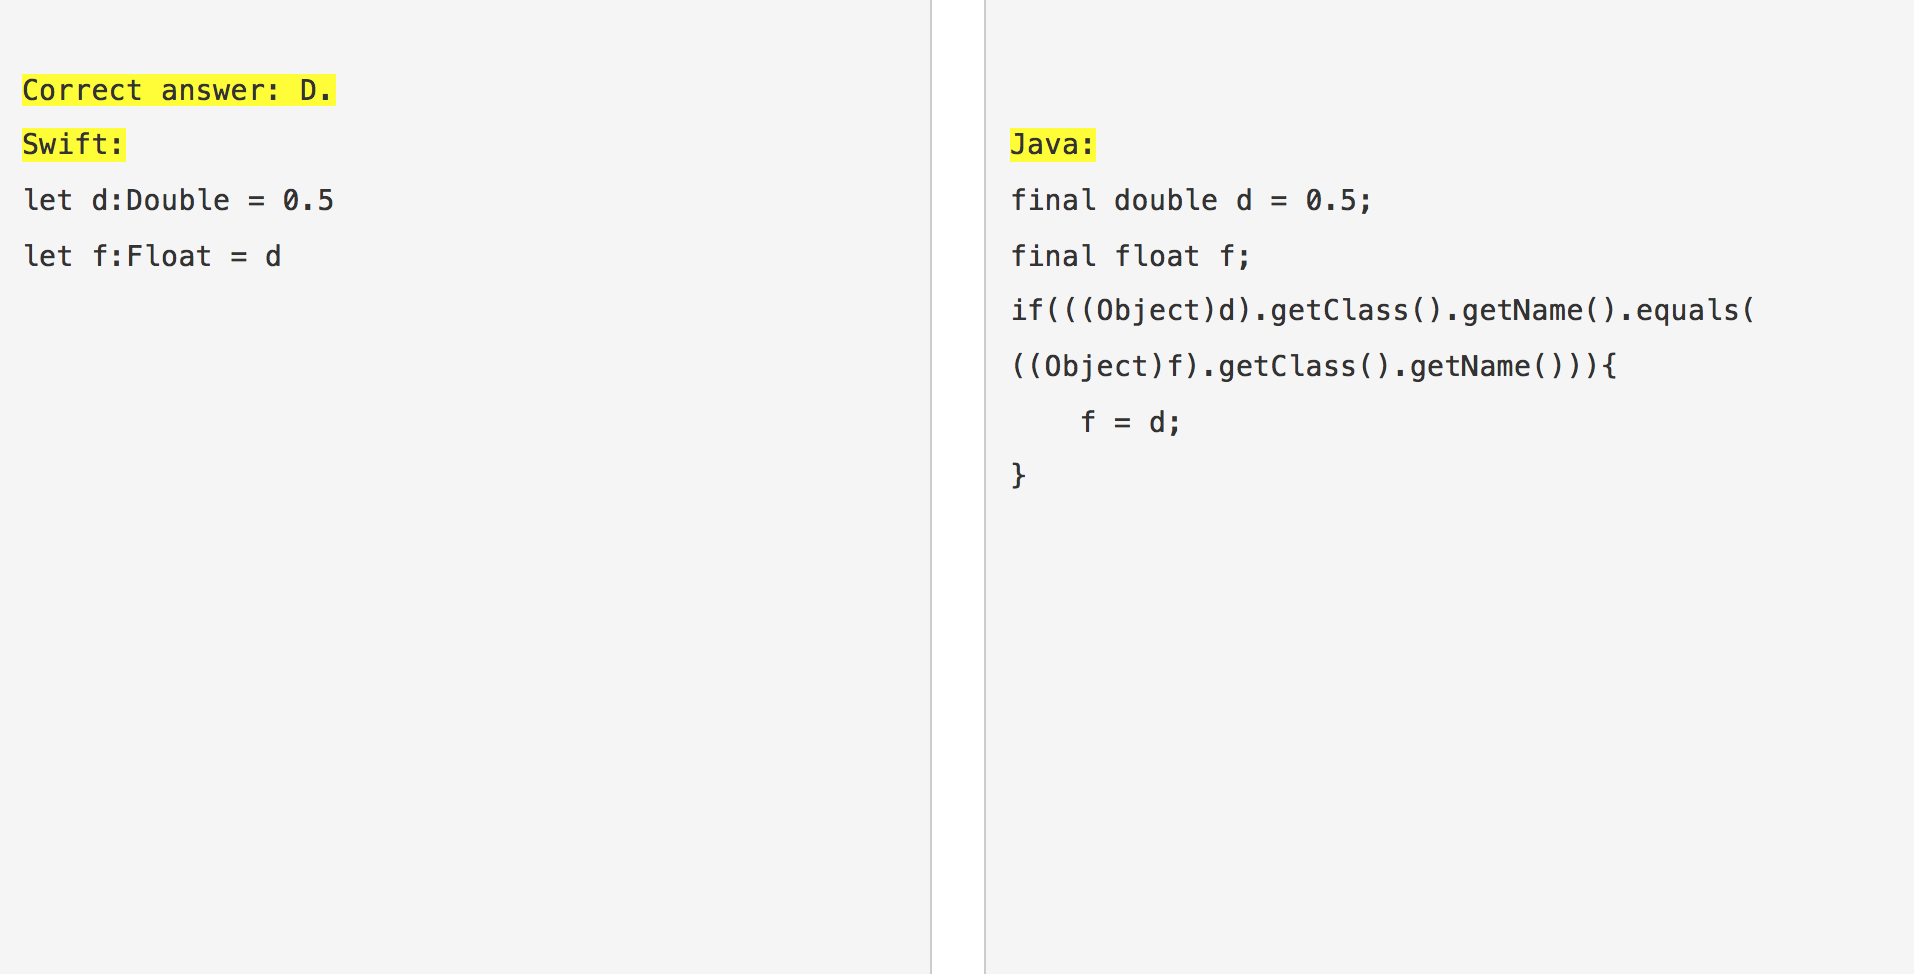 Correct answer: D.
Swift:
let d:Double = 0.5
let f:Float = d
Java:
final double d = 0.5;
final float f;
if(((Object)d).getClass().getName().equals(
((Object)f).getClass().getName())){
    f = d;
}